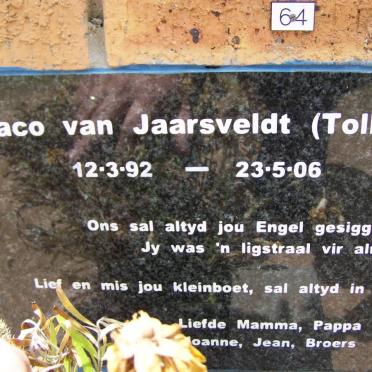 64
aco van Jaarsveldt (Toll
12·3·92 — 23·5·06
Ons sal altyd jou Engel gesigg
Jy was 'n ligstraal vir alm
Lief en mis jou kleinboet, sal altyd in
Liefde Mamma, Pappa
Joanne, Jean, Broers